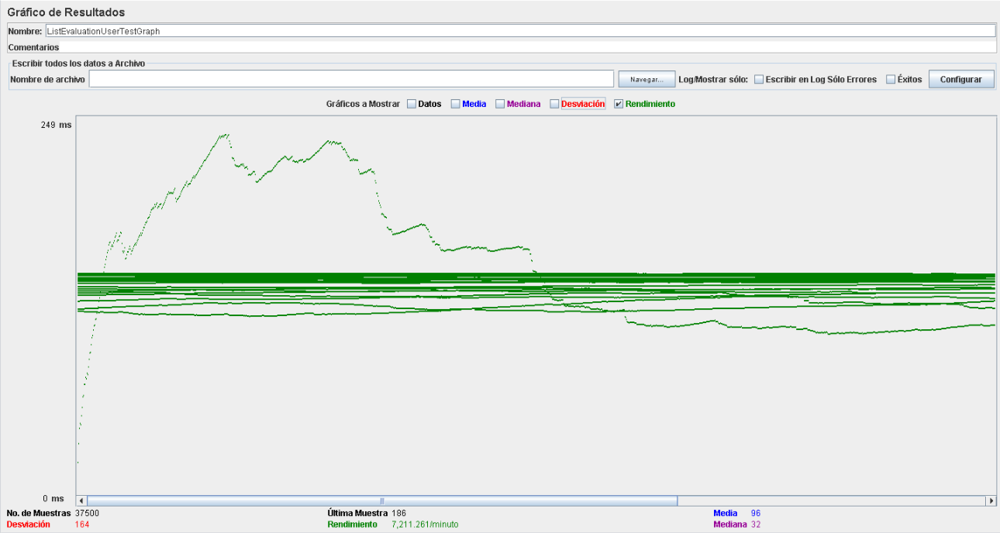 Gráfico de Resultados
Nombre: ListEvaluationUserTestGraph
Comentarios
Escribir todos los datos a Archivo
Nombre de archivo Navegar... Log/Mostrar sólo: Escribir en Log Sólo Errores Éxitos Configurar
Gráficos a Mostrar Datos Media Mediana Desviación Rendimiento
249 ms
0 ms
No. de Muestras 37500 Última Muestra 186 Media 96
Desviación 164 Rendimiento 7,211.261/minuto Mediana 32